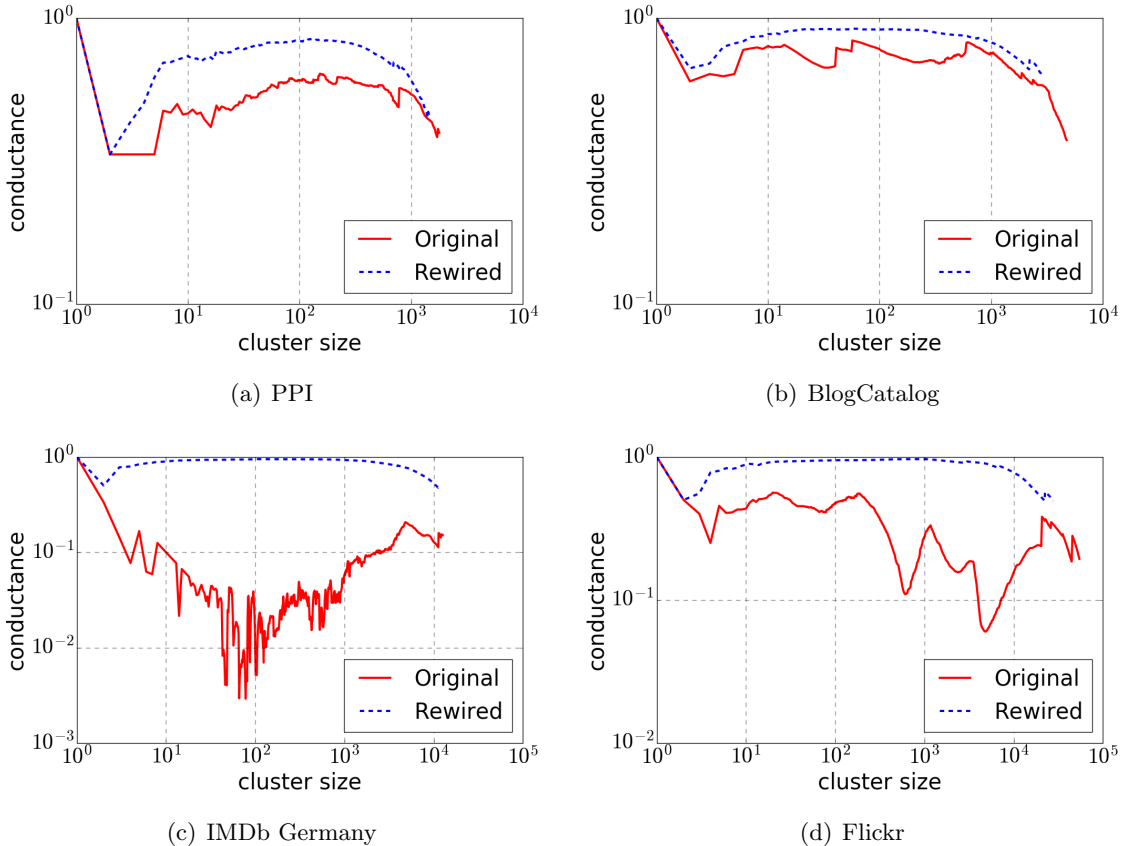 10^0
conductance
10^-1
10^0 10^1 10^2 10^3 10^4
cluster size
Original
Rewired
(a) PPI
10^0
conductance
10^-1
10^0 10^1 10^2 10^3 10^4
cluster size
Original
Rewired
(b) BlogCatalog
10^0
10^-1
conductance
10^-2
10^-3
10^0 10^1 10^2 10^3 10^4 10^5
cluster size
Original
Rewired
(c) IMDb Germany
10^0
conductance
10^-1
10^-2
10^0 10^1 10^2 10^3 10^4 10^5
cluster size
Original
Rewired
(d) Flickr